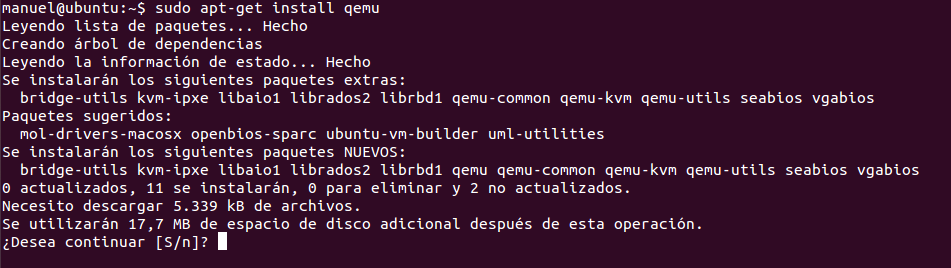 manuel@ubuntu:~$ sudo apt-get install qemu
Leyendo lista de paquetes... Hecho
Creando árbol de dependencias
Leyendo la información de estado... Hecho
Se instalarán los siguientes paquetes extras:
  bridge-utils kvm-ipxe libaio1 librados2 librbd1 qemu-common qemu-kvm qemu-utils seabios vgabios
Paquetes sugeridos:
  mol-drivers-macosx openbios-sparc ubuntu-vm-builder uml-utilities
Se instalarán los siguientes paquetes NUEVOS:
  bridge-utils kvm-ipxe libaio1 librados2 librbd1 qemu qemu-common qemu-kvm qemu-utils seabios vgabios
0 actualizados, 11 se instalarán, 0 para eliminar y 2 no actualizados.
Necesito descargar 5.339 kB de archivos.
Se utilizarán 17,7 MB de espacio de disco adicional después de esta operación.
¿Desea continuar [S/n]?